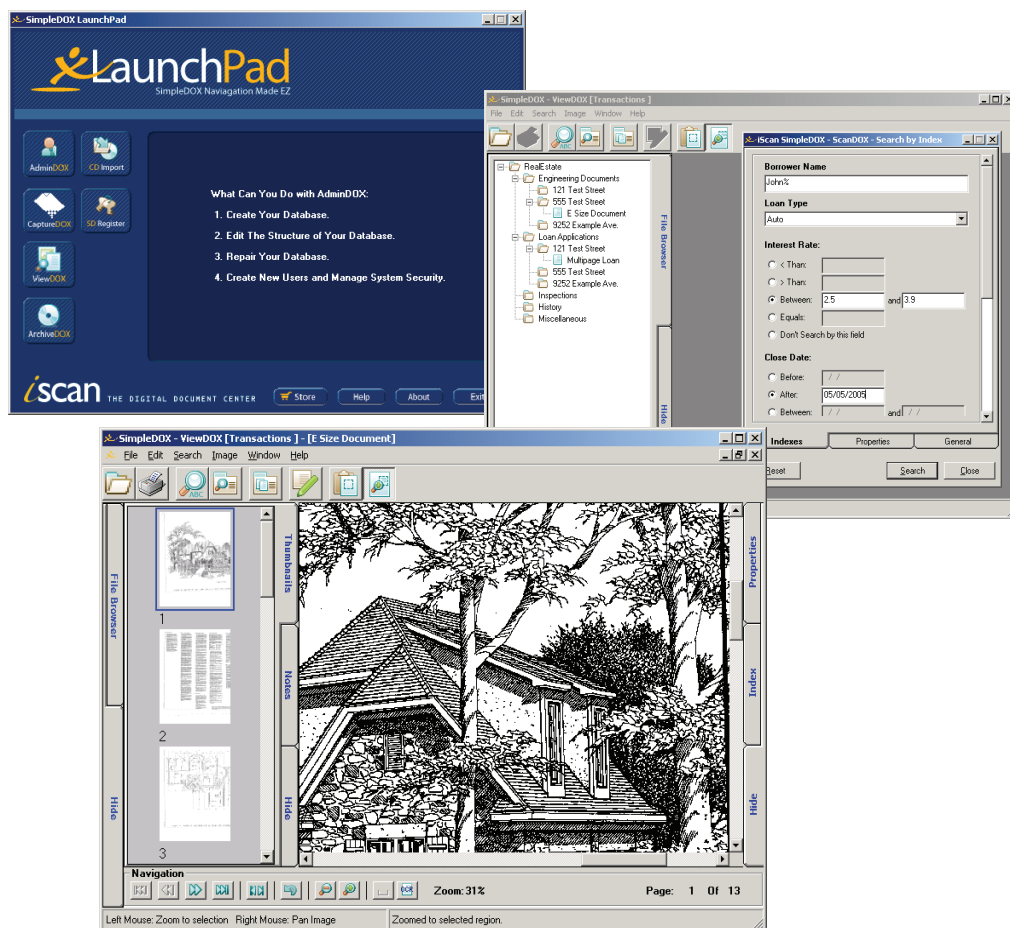 SimpleDOX LaunchPad
LaunchPad
SimpleDOX Naviagation Made EZ
AdminDOX
CD Import
CaptureDOX
SD Register
ViewDOX
ArchiveDOX
What Can You Do with AdminDOX:
1. Create Your Database.
2. Edit The Structure of Your Database.
3. Repair Your Database.
4. Create New Users and Manage System Security.
iscan THE DIGITAL DOCUMENT CENTER
Store
Help
About
Exit
SimpleDOX - ViewDOX [Transactions ]
File Edit Search Image Window Help
ABC
RealEstate
Engineering Documents
121 Test Street
555 Test Street
E Size Document
9252 Example Ave.
Loan Applications
121 Test Street
Multipage Loan
555 Test Street
9252 Example Ave.
Inspections
History
Miscellaneous
File Browser
Hide
iScan SimpleDOX - ScanDOX - Search by Index
Borrower Name
John%
Loan Type
Auto
Interest Rate:
< Than:
> Than:
Between: 2.5 and 3.9
Equals:
Don't Search by this field
Close Date:
Before: / /
After: 05/05/2005
Between: / / and / /
Indexes Properties General
Reset Search Close
SimpleDOX - ViewDOX [Transactions ] - [E Size Document]
File Edit Search Image Window Help
ABC
File Browser
Hide
1
2
3
Thumbnails
Notes
Hide
Properties
Index
Hide
Navigation
OCR
Zoom: 31%
Page: 1 Of 13
Left Mouse: Zoom to selection Right Mouse: Pan Image
Zoomed to selected region.